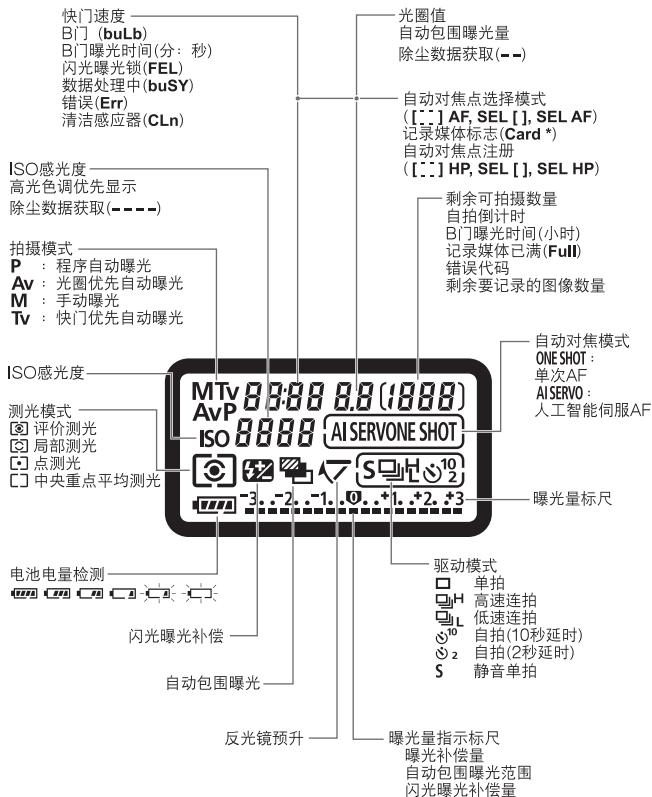 快门速度
B门 (buLb)
B门曝光时间(分：秒)
闪光曝光锁(FEL)
数据处理中(buSY)
错误(Err)
清洁感应器(CLn)
光圈值
自动包围曝光量
除尘数据获取(--)
自动对焦点选择模式
([ ] AF, SEL [ ], SEL AF)
记录媒体标志(Card *)
自动对焦点注册
([ ] HP, SEL [ ], SEL HP)
ISO感光度
高光色调优先显示
除尘数据获取(----)
剩余可拍摄数量
自拍倒计时
B门曝光时间(小时)
记录媒体已满(Full)
错误代码
剩余要记录的图像数量
拍摄模式
P ：程序自动曝光
Av：光圈优先自动曝光
M ：手动曝光
Tv ：快门优先自动曝光
自动对焦模式
ONE SHOT：
单次AF
AI SERVO：
人工智能伺服AF
ISO感光度
测光模式
评价测光
局部测光
点测光
中央重点平均测光
MTv 88:88 8.8 (1888)
AvP
ISO 8888 AI SERVONE SHOT
S H 10 2
-3..-2..-1..0..+1..+2..+3
曝光量标尺
电池电量检测
驱动模式
单拍
H 高速连拍
L 低速连拍
10 自拍(10秒延时)
2 自拍(2秒延时)
S 静音单拍
闪光曝光补偿
自动包围曝光
反光镜预升
曝光量指示标尺
曝光补偿量
自动包围曝光范围
闪光曝光补偿量